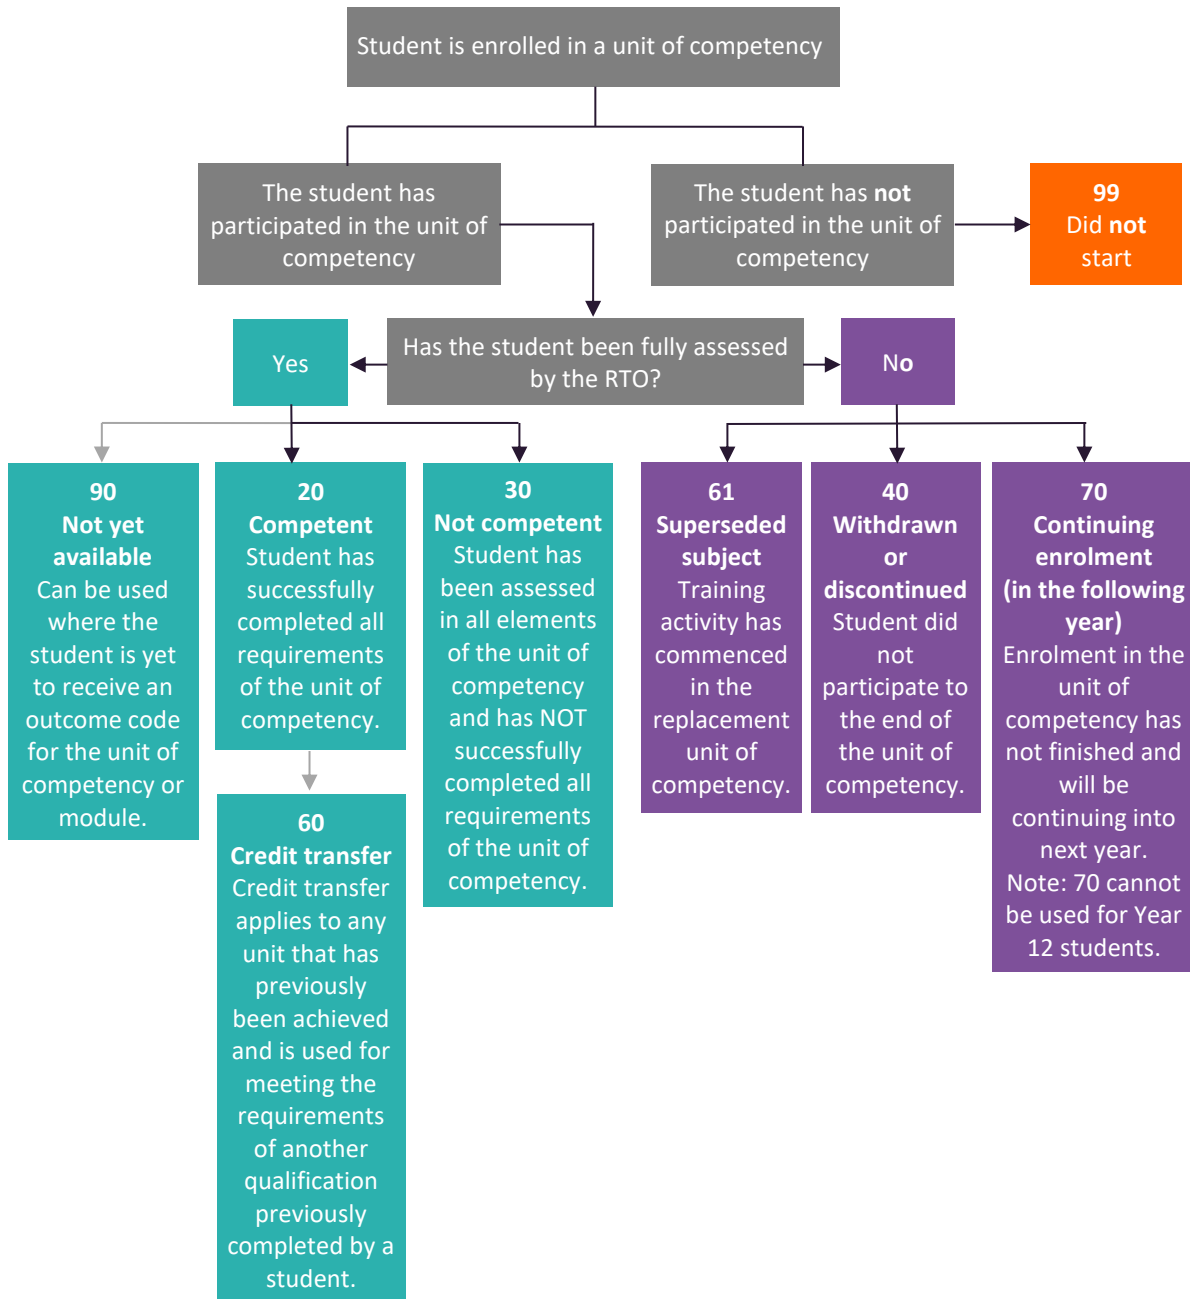 Student is enrolled in a unit of competency
The student has
participated in the unit of
competency
The student has not
participated in the unit of
competency
99
Did not
start
Yes
Has the student been fully assessed
by the RTO?
No
90
Not yet
available
Can be used
where the
student is yet
to receive an
outcome code
for the unit of
competency or
module.
20
Competent
Student has
successfully
completed all
requirements
of the unit of
competency.
60
Credit transfer
Credit transfer
applies to any
unit that has
previously
been achieved
and is used for
meeting the
requirements
of another
qualification
previously
completed by a
student.
30
Not competent
Student has
been assessed
in all elements
of the unit of
competency
and has NOT
successfully
completed all
requirements
of the unit of
competency.
61
Superseded
subject
Training
activity has
commenced
in the
replacement
unit of
competency.
40
Withdrawn
or
discontinued
Student did
not
participate to
the end of
the unit of
competency.
70
Continuing
enrolment
(in the following
year)
Enrolment in the
unit of
competency has
not finished and
will be
continuing into
next year.
Note: 70 cannot
be used for Year
12 students.